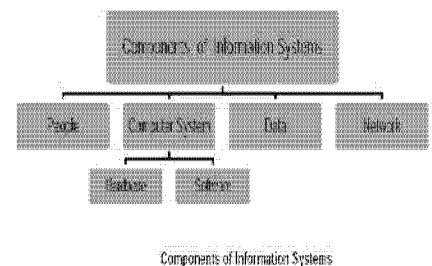 Components of Information Systems
People
Computer System
Data
Network
Hardware
Software
Components of Information Systems